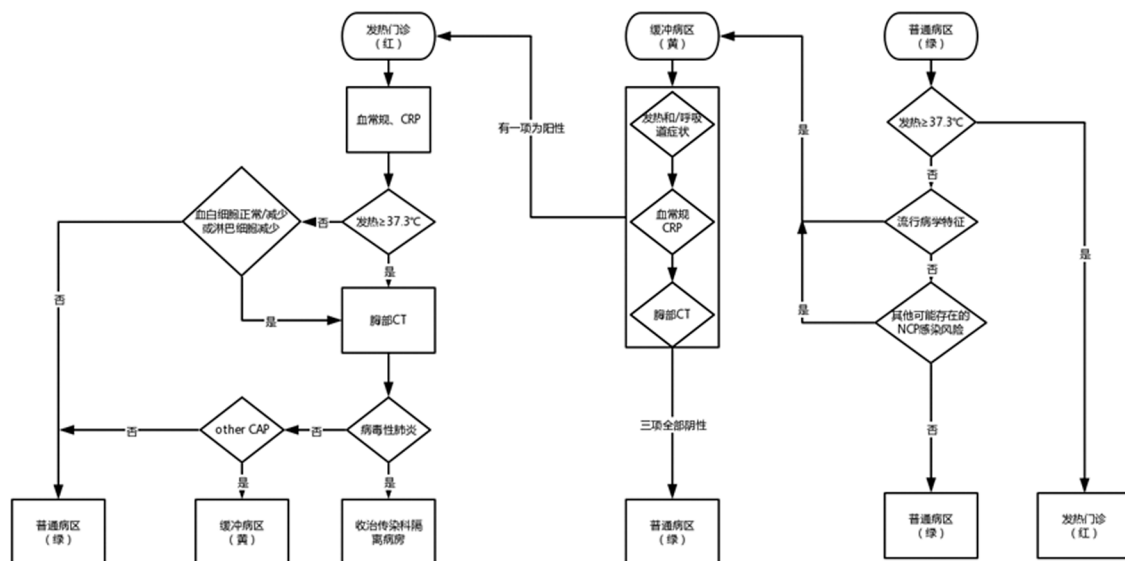 发热门诊
（红）
缓冲病区
（黄）
普通病区
（绿）
血常规、CRP
有一项为阳性
发热和/呼吸
道症状
是
发热≥37.3℃
否
血白细胞正常/减少
或淋巴细胞减少
否
发热≥37.3℃
血常规
CRP
流行病学特征
是
是
否
否
是
胸部CT
胸部CT
是
其他可能存在的
NCP感染风险
other CAP
否
否
病毒性肺炎
三项全部阴性
否
是
是
普通病区
（绿）
缓冲病区
（黄）
收治传染科隔
离病房
普通病区
（绿）
普通病区
（绿）
发热门诊
（红）